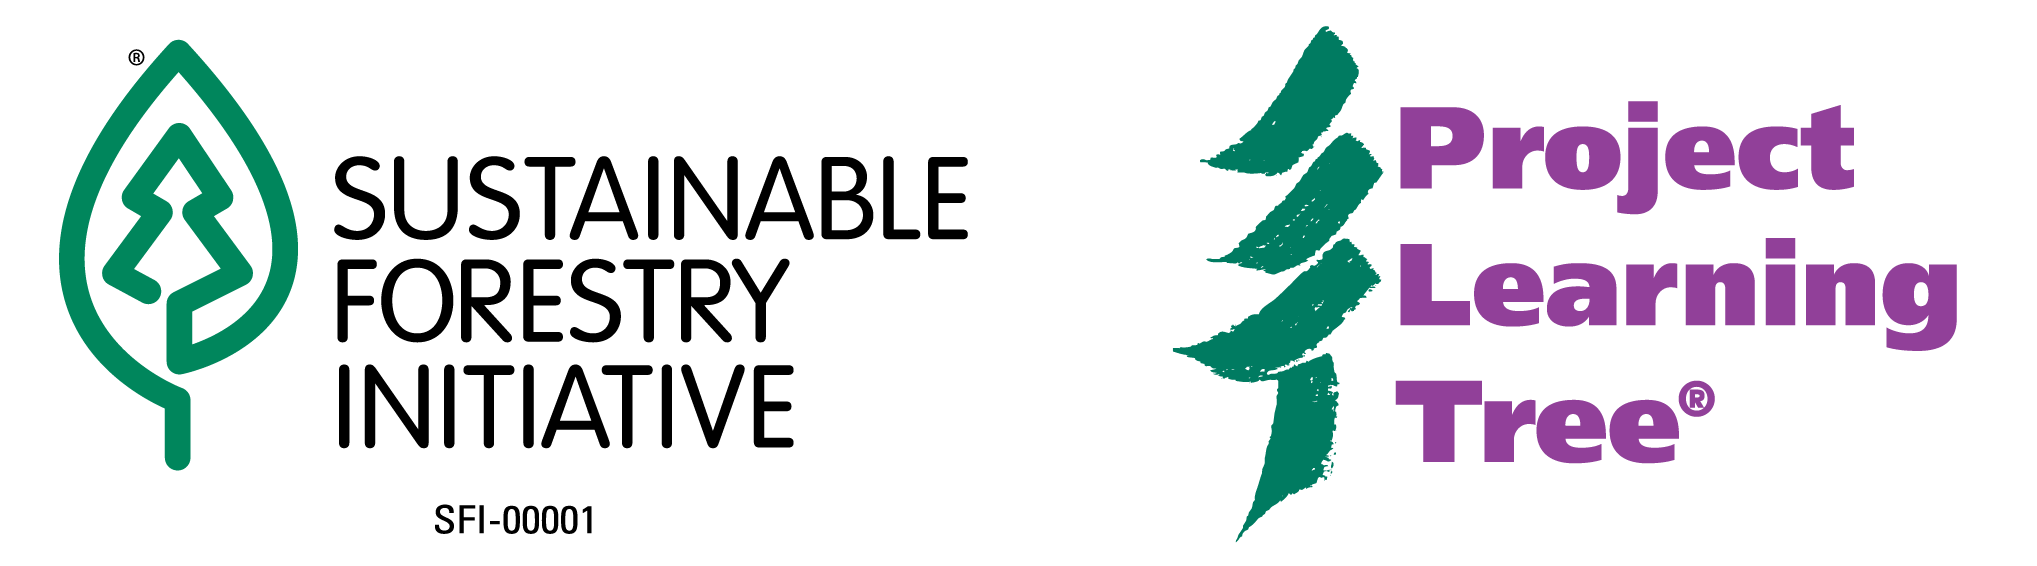 ®
SUSTAINABLE
FORESTRY
INITIATIVE
SFI-00001
Project
Learning
Tree®